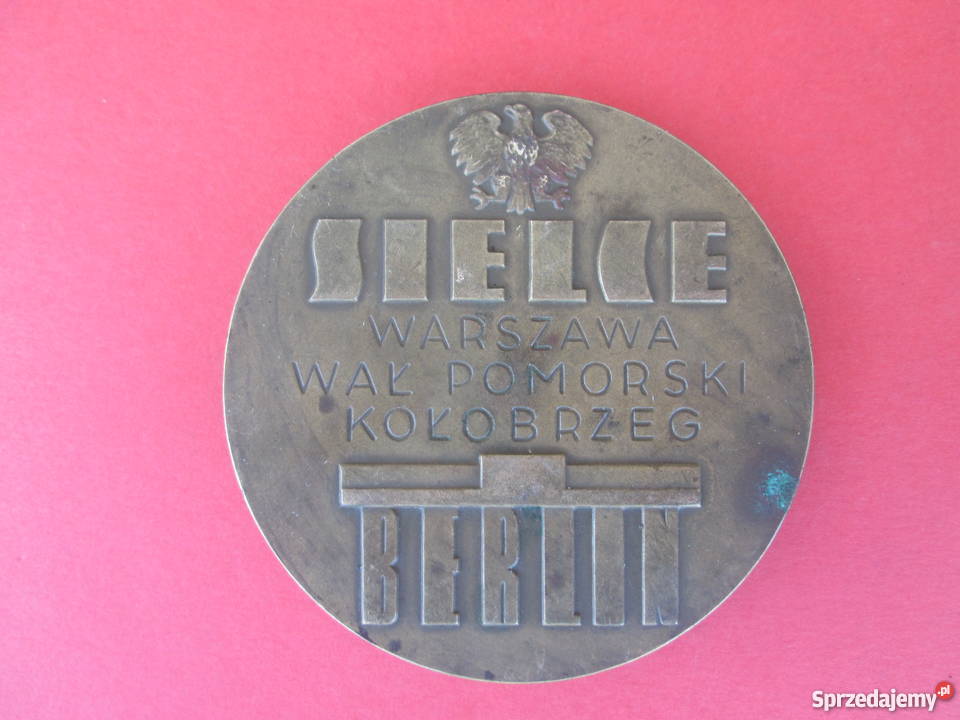 SIELCE
WARSZAWA
WAŁ POMORSKI
KOŁOBRZEG
BERLIN
Sprzedajemy.pl